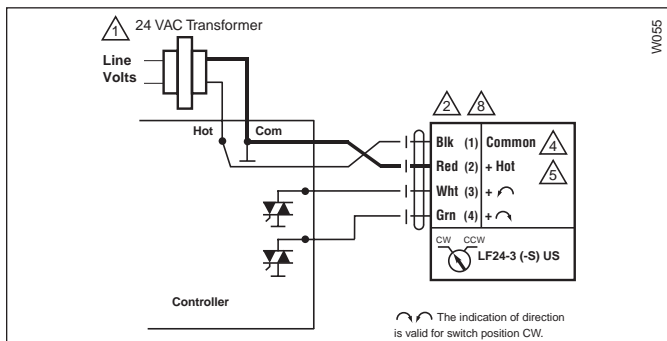 1 24 VAC Transformer
Line
Volts
W055
Hot Com
2 8
Blk (1) Common 4
Red (2) + Hot 5
Wht (3) +
Grn (4) +
CW CCW
LF24-3 (-S) US
Controller
The indication of direction
is valid for switch position CW.